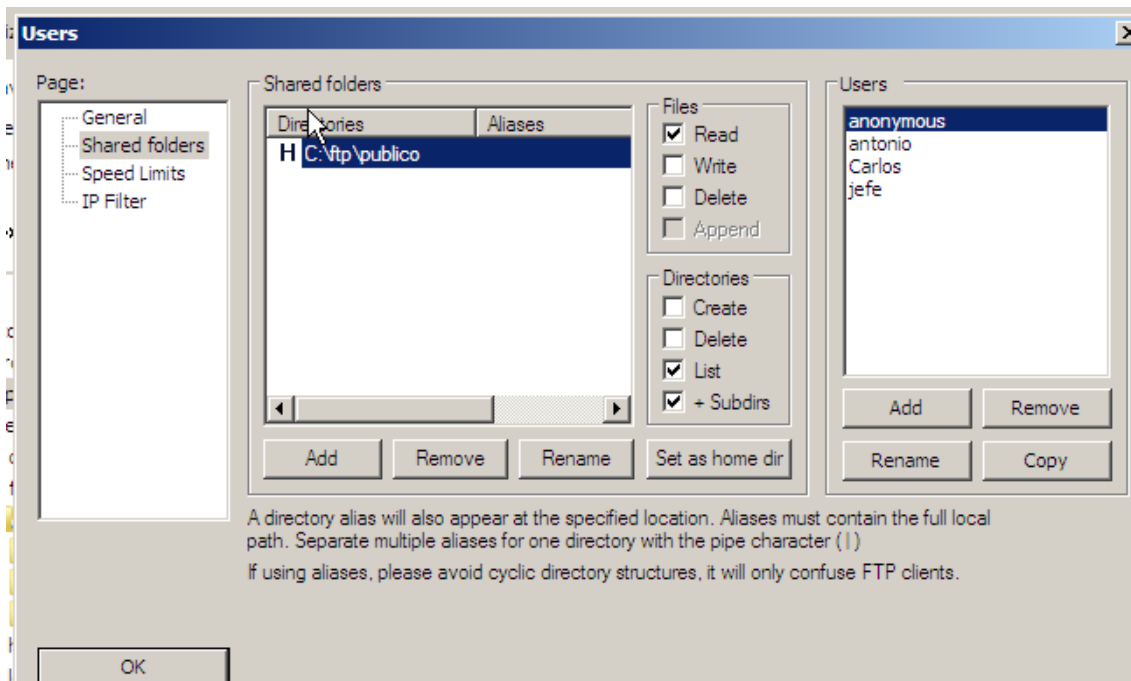 Users
Page:
General
Shared folders
Speed Limits
IP Filter
Shared folders
Directories
Aliases
H C:\ftp\publico
Files
Read
Write
Delete
Append
Directories
Create
Delete
List
+ Subdirs
Add
Remove
Rename
Set as home dir
Users
anonymous
antonio
Carlos
jefe
Add
Remove
Rename
Copy
A directory alias will also appear at the specified location. Aliases must contain the full local
path. Separate multiple aliases for one directory with the pipe character (|)
If using aliases, please avoid cyclic directory structures, it will only confuse FTP clients.
OK